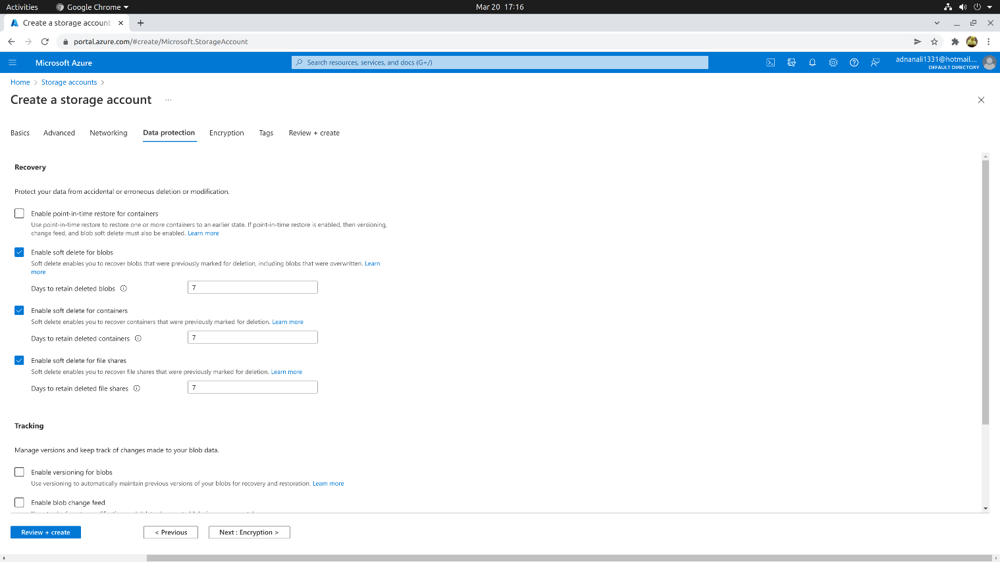 Activities
Google Chrome
Mar 20 17:16
Create a storage account
portal.azure.com/#create/Microsoft.StorageAccount
Microsoft Azure
Search resources, services, and docs (G+/)
adnanali1331@hotmail....
DEFAULT DIRECTORY
Home > Storage accounts >
Create a storage account ...
Basics
Advanced
Networking
Data protection
Encryption
Tags
Review + create
Recovery
Protect your data from accidental or erroneous deletion or modification.
Enable point-in-time restore for containers
Use point-in-time restore to restore one or more containers to an earlier state. If point-in-time restore is enabled, then versioning,
change feed, and blob soft delete must also be enabled. Learn more
Enable soft delete for blobs
Soft delete enables you to recover blobs that were previously marked for deletion, including blobs that were overwritten. Learn
more
Days to retain deleted blobs
7
Enable soft delete for containers
Soft delete enables you to recover containers that were previously marked for deletion. Learn more
Days to retain deleted containers
7
Enable soft delete for file shares
Soft delete enables you to recover file shares that were previously marked for deletion. Learn more
Days to retain deleted file shares
7
Tracking
Manage versions and keep track of changes made to your blob data.
Enable versioning for blobs
Use versioning to automatically maintain previous versions of your blobs for recovery and restoration. Learn more
Enable blob change feed
Review + create
< Previous
Next : Encryption >